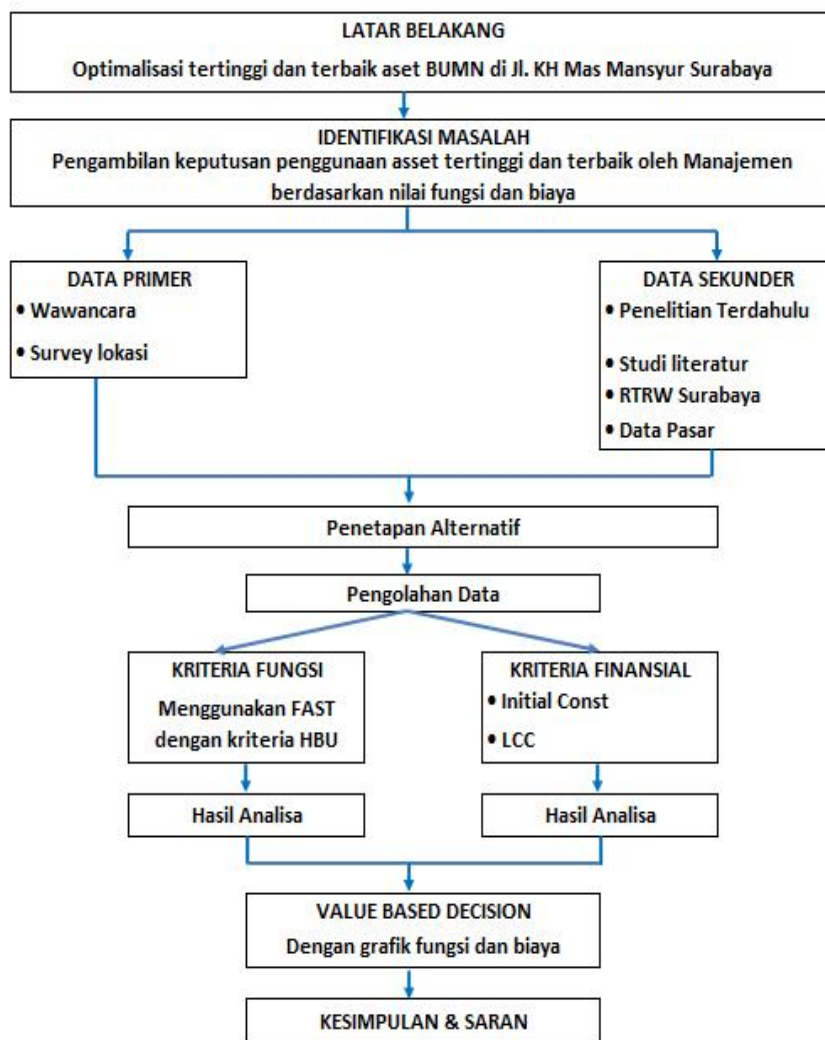 LATAR BELAKANG
Optimalisasi tertinggi dan terbaik aset BUMN di Jl. KH Mas Mansyur Surabaya
IDENTIFIKASI MASALAH
Pengambilan keputusan penggunaan asset tertinggi dan terbaik oleh Manajemen
berdasarkan nilai fungsi dan biaya
DATA PRIMER
• Wawancara
• Survey lokasi
DATA SEKUNDER
• Penelitian Terdahulu
• Studi literatur
• RTRW Surabaya
• Data Pasar
Penetapan Alternatif
Pengolahan Data
KRITERIA FUNGSI
Menggunakan FAST
dengan kriteria HBU
KRITERIA FINANSIAL
• Initial Const
• LCC
Hasil Analisa
Hasil Analisa
VALUE BASED DECISION
Dengan grafik fungsi dan biaya
KESIMPULAN & SARAN